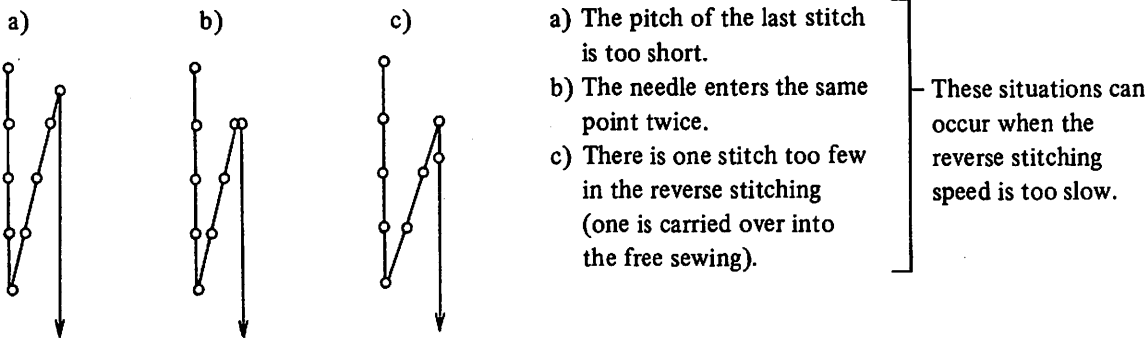 a)
b)
c)
a) The pitch of the last stitch
is too short.
b) The needle enters the same
point twice.
c) There is one stitch too few
in the reverse stitching
(one is carried over into
the free sewing).
These situations can
occur when the
reverse stitching
speed is too slow.